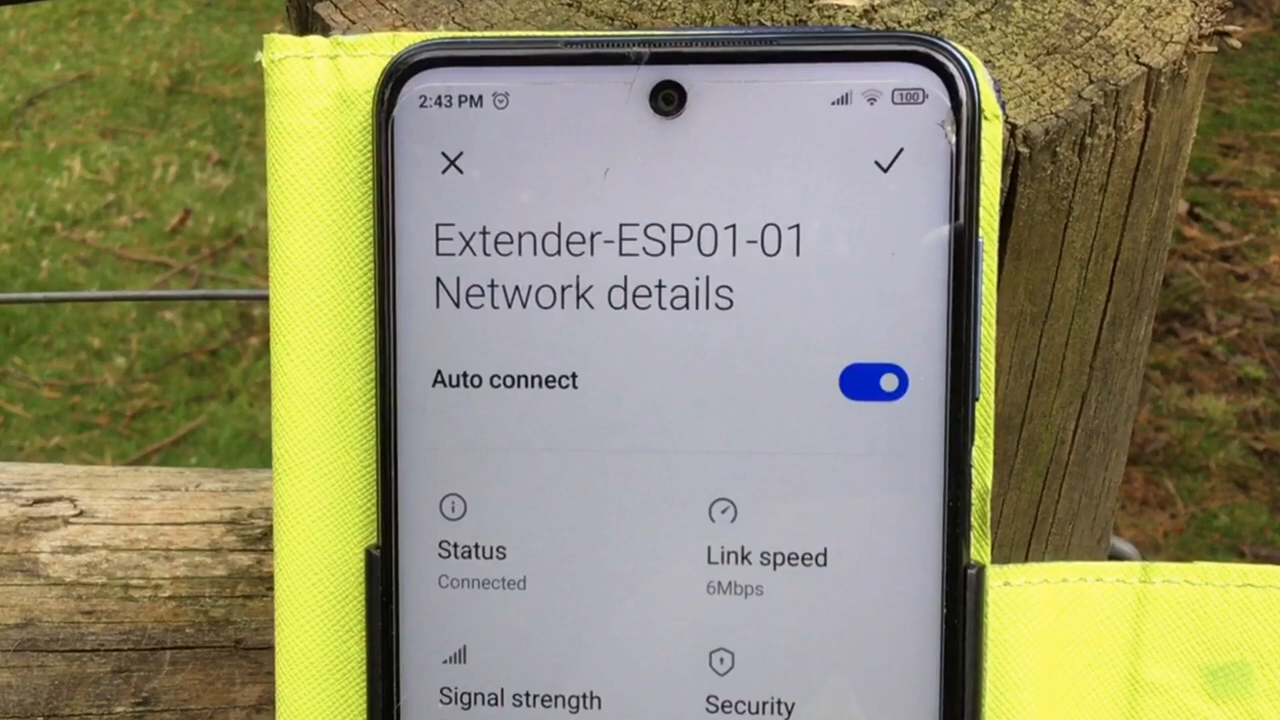 2:43 PM
100
Extender-ESP01-01
Network details
Auto connect
Status
Connected
Link speed
6Mbps
Signal strength
Security